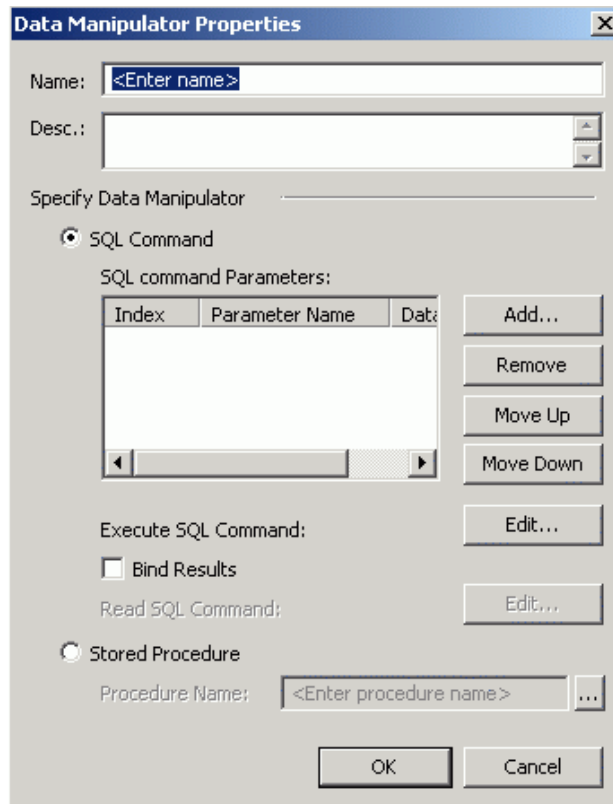 Data Manipulator Properties
Name: <Enter name>
Desc.:
Specify Data Manipulator
SQL Command
SQL command Parameters:
Index Parameter Name Data
Add...
Remove
Move Up
Move Down
Execute SQL Command: Edit...
Bind Results
Read SQL Command: Edit...
Stored Procedure
Procedure Name: <Enter procedure name> ...
OK Cancel